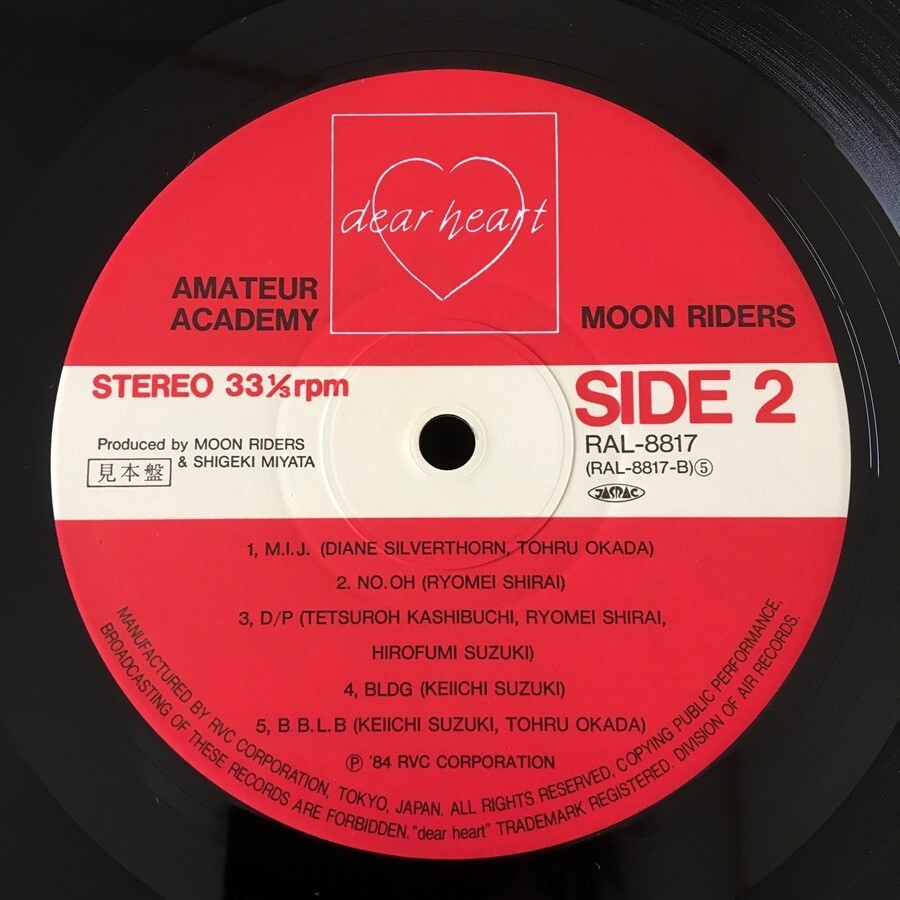 dear heart
AMATEUR
ACADEMY
MOON RIDERS
STEREO 33⅓rpm
SIDE 2
Produced by MOON RIDERS
& SHIGEKI MIYATA
見本盤
RAL-8817
(RAL-8817-B)⑤
JASRAC
1, M.I.J. (DIANE SILVERTHORN, TOHRU OKADA)
2. NO.OH (RYOMEI SHIRAI)
3, D/P (TETSUROH KASHIBUCHI, RYOMEI SHIRAI,
HIROFUMI SUZUKI)
4, BLDG (KEIICHI SUZUKI)
5, B.B.L.B (KEIICHI SUZUKI, TOHRU OKADA)
Ⓟ '84 RVC CORPORATION
MANUFACTURED BY RVC CORPORATION, TOKYO, JAPAN. ALL RIGHTS RESERVED, COPYING PUBLIC PERFORMANCE,
BROADCASTING OF THESE RECORDS ARE FORBIDDEN. "dear heart" TRADEMARK REGISTERED. DIVISION OF AIR RECORDS.